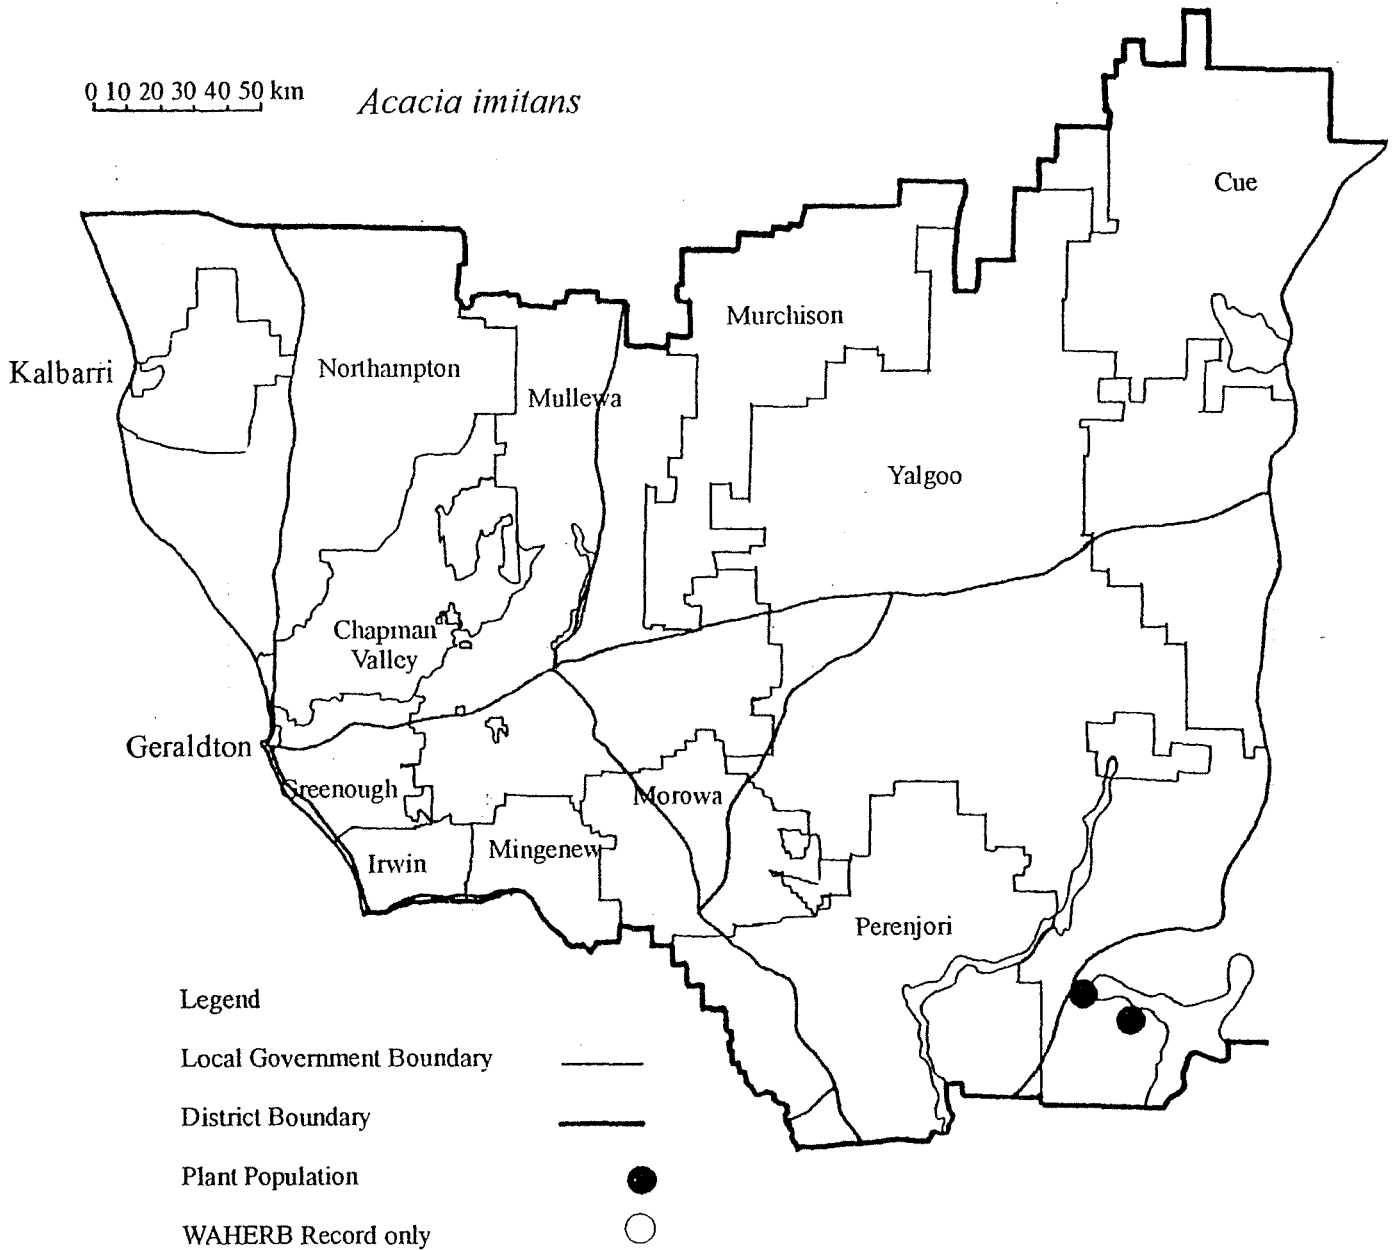 0 10 20 30 40 50 km
Acacia imitans
Cue
Murchison
Kalbarri
Northampton
Mullewa
Yalgoo
Chapman
Valley
Geraldton
Greenough
Morowa
Irwin
Mingenew
Perenjori
Legend
Local Government Boundary
District Boundary
Plant Population
WAHERB Record only